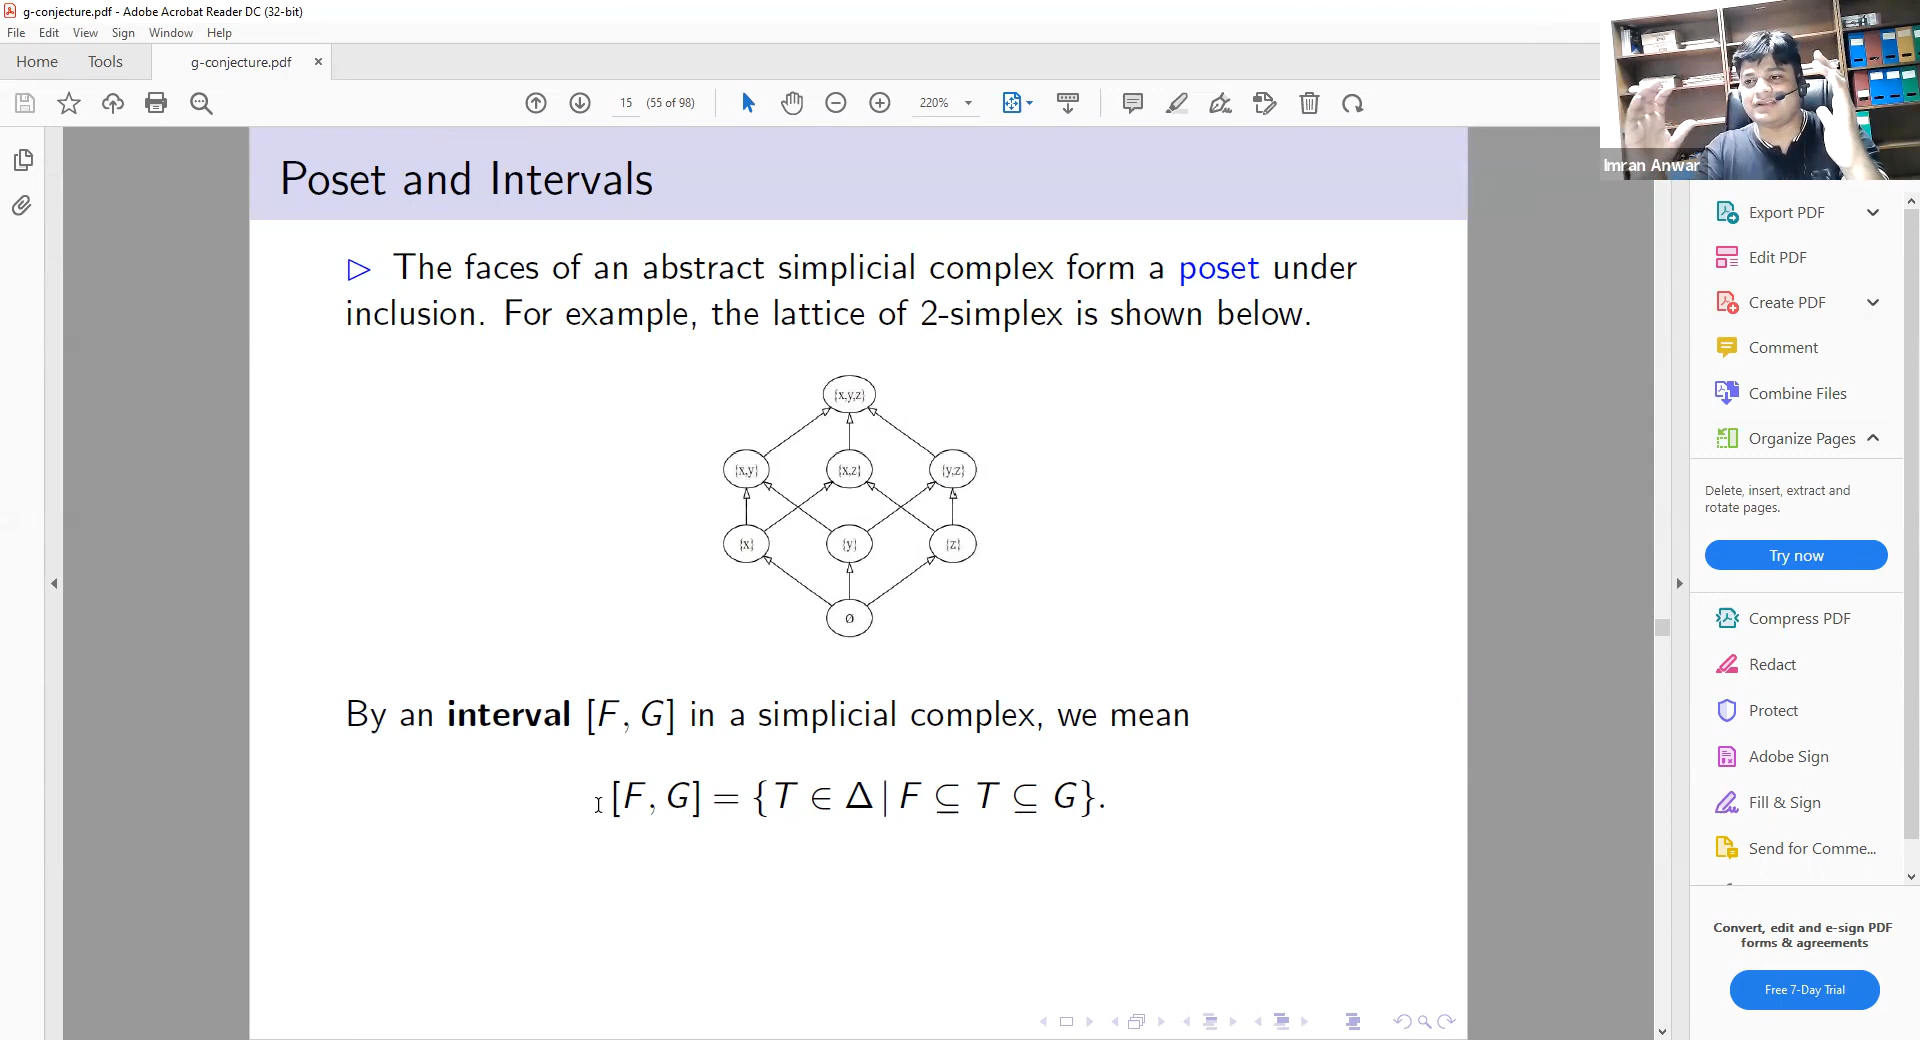 g-conjecture.pdf - Adobe Acrobat Reader DC (32-bit)
File Edit View Sign Window Help
Home Tools g-conjecture.pdf ×
15 (55 of 98) 220%
Imran Anwar
Poset and Intervals
▷ The faces of an abstract simplicial complex form a poset under
inclusion. For example, the lattice of 2-simplex is shown below.
{x,y,z}
{x,y} {x,z} {y,z}
{x} {y} {z}
ø
By an interval [F, G] in a simplicial complex, we mean
[F, G] = {T ∈ Δ | F ⊆ T ⊆ G}.
Export PDF
Edit PDF
Create PDF
Comment
Combine Files
Organize Pages
Delete, insert, extract and
rotate pages.
Try now
Compress PDF
Redact
Protect
Adobe Sign
Fill & Sign
Send for Comme...
Convert, edit and e-sign PDF
forms & agreements
Free 7-Day Trial